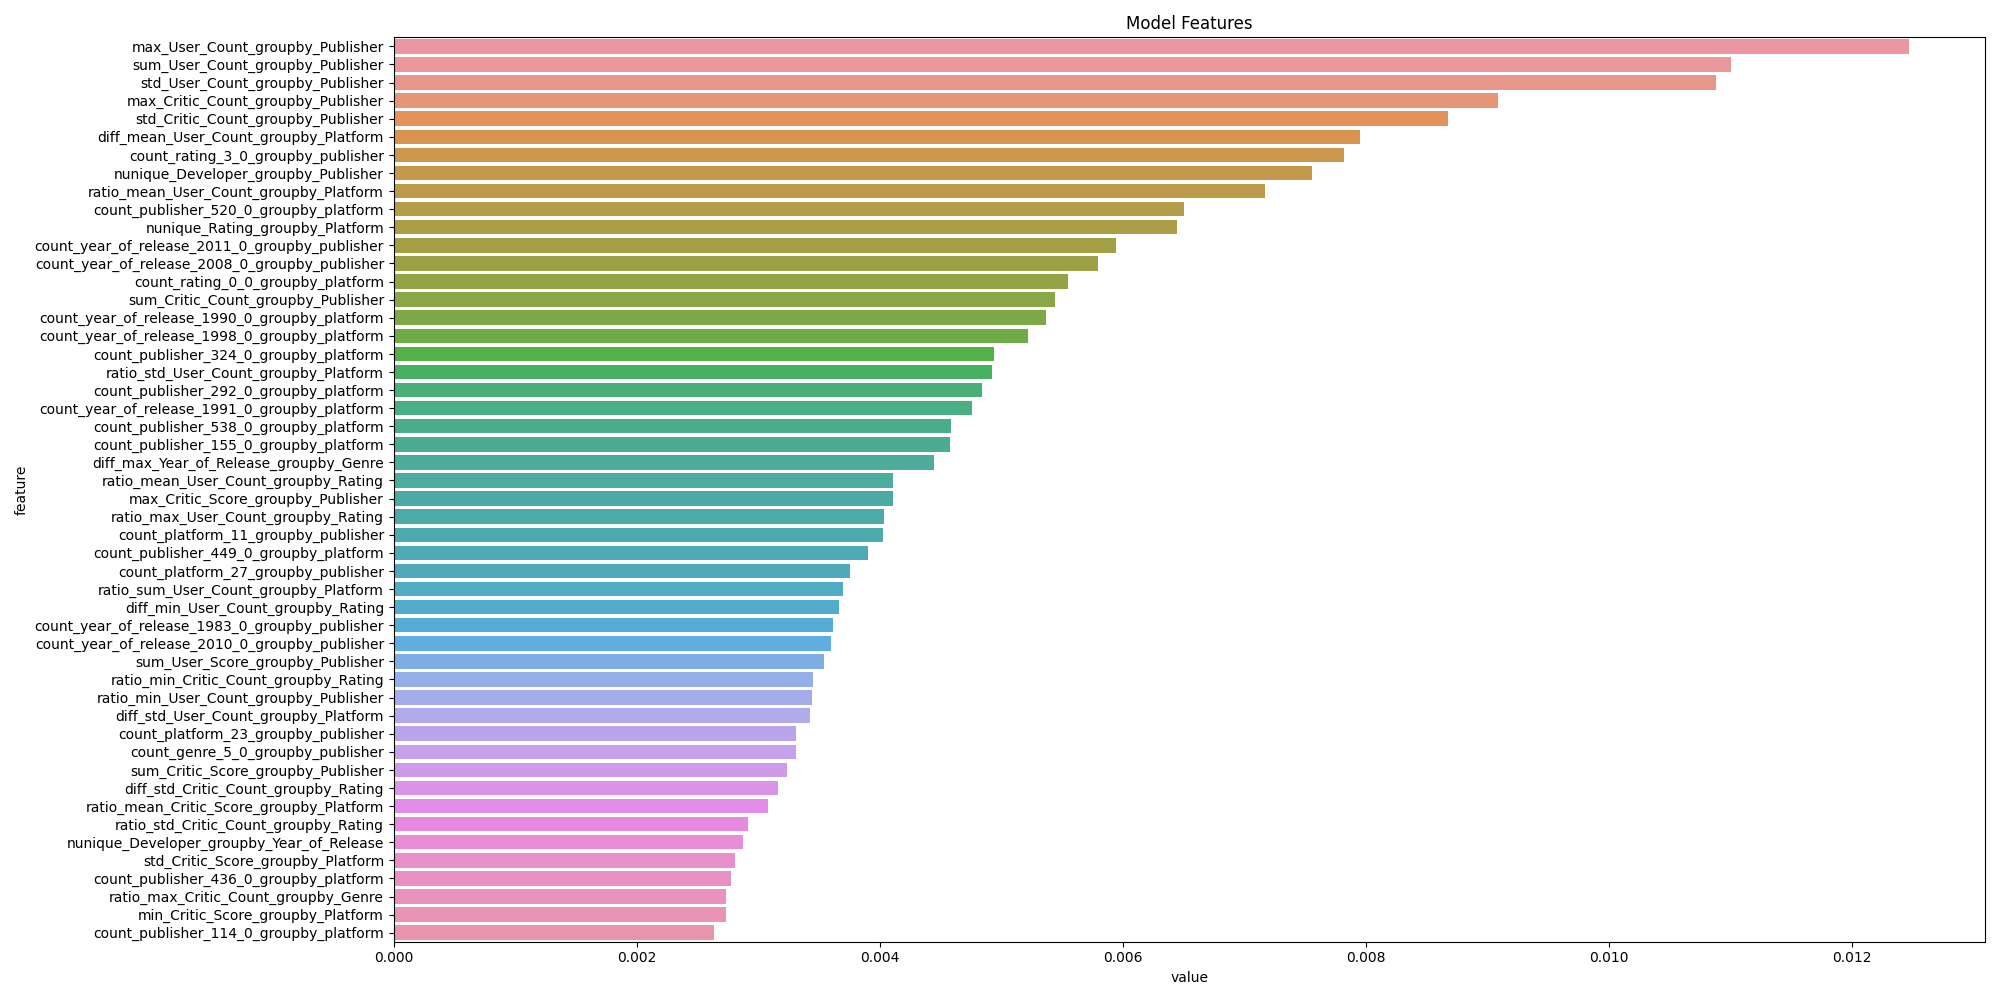 Model Features
max_User_Count_groupby_Publisher
sum_User_Count_groupby_Publisher
std_User_Count_groupby_Publisher
max_Critic_Count_groupby_Publisher
std_Critic_Count_groupby_Publisher
diff_mean_User_Count_groupby_Platform
count_rating_3_0_groupby_publisher
nunique_Developer_groupby_Publisher
ratio_mean_User_Count_groupby_Platform
count_publisher_520_0_groupby_platform
nunique_Rating_groupby_Platform
count_year_of_release_2011_0_groupby_publisher
count_year_of_release_2008_0_groupby_publisher
count_rating_0_0_groupby_platform
sum_Critic_Count_groupby_Publisher
count_year_of_release_1990_0_groupby_platform
count_year_of_release_1998_0_groupby_platform
count_publisher_324_0_groupby_platform
ratio_std_User_Count_groupby_Platform
count_publisher_292_0_groupby_platform
count_year_of_release_1991_0_groupby_platform
count_publisher_538_0_groupby_platform
count_publisher_155_0_groupby_platform
diff_max_Year_of_Release_groupby_Genre
ratio_mean_User_Count_groupby_Rating
max_Critic_Score_groupby_Publisher
ratio_max_User_Count_groupby_Rating
count_platform_11_groupby_publisher
count_publisher_449_0_groupby_platform
count_platform_27_groupby_publisher
ratio_sum_User_Count_groupby_Platform
diff_min_User_Count_groupby_Rating
count_year_of_release_1983_0_groupby_publisher
count_year_of_release_2010_0_groupby_publisher
sum_User_Score_groupby_Publisher
ratio_min_Critic_Count_groupby_Rating
ratio_min_User_Count_groupby_Publisher
diff_std_User_Count_groupby_Platform
count_platform_23_groupby_publisher
count_genre_5_0_groupby_publisher
sum_Critic_Score_groupby_Publisher
diff_std_Critic_Count_groupby_Rating
ratio_mean_Critic_Score_groupby_Platform
ratio_std_Critic_Count_groupby_Rating
nunique_Developer_groupby_Year_of_Release
std_Critic_Score_groupby_Platform
count_publisher_436_0_groupby_platform
ratio_max_Critic_Count_groupby_Genre
min_Critic_Score_groupby_Platform
count_publisher_114_0_groupby_platform
feature
0.000 0.002 0.004 0.006 0.008 0.010 0.012
value